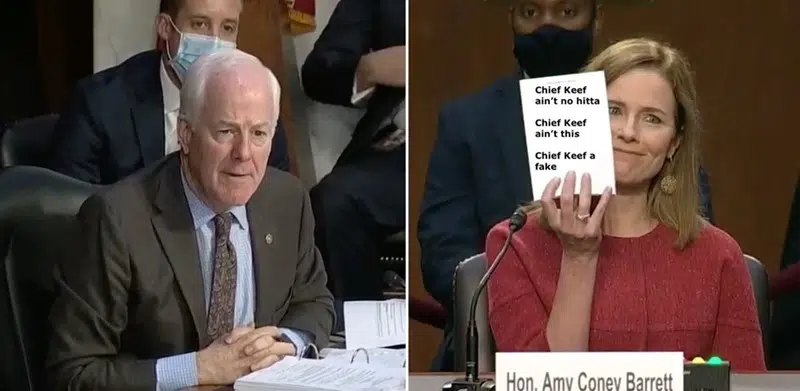 Chief Keef
ain't no hitta
Chief Keef
ain't this
Chief Keef a
fake
Hon. Amy Coney Barrett